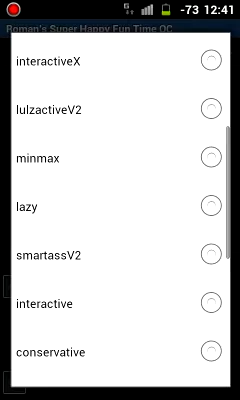 -73 12:41
Roman's Super Happy Fun Time OC
interactiveX
lulzactiveV2
minmax
lazy
smartassV2
interactive
conservative